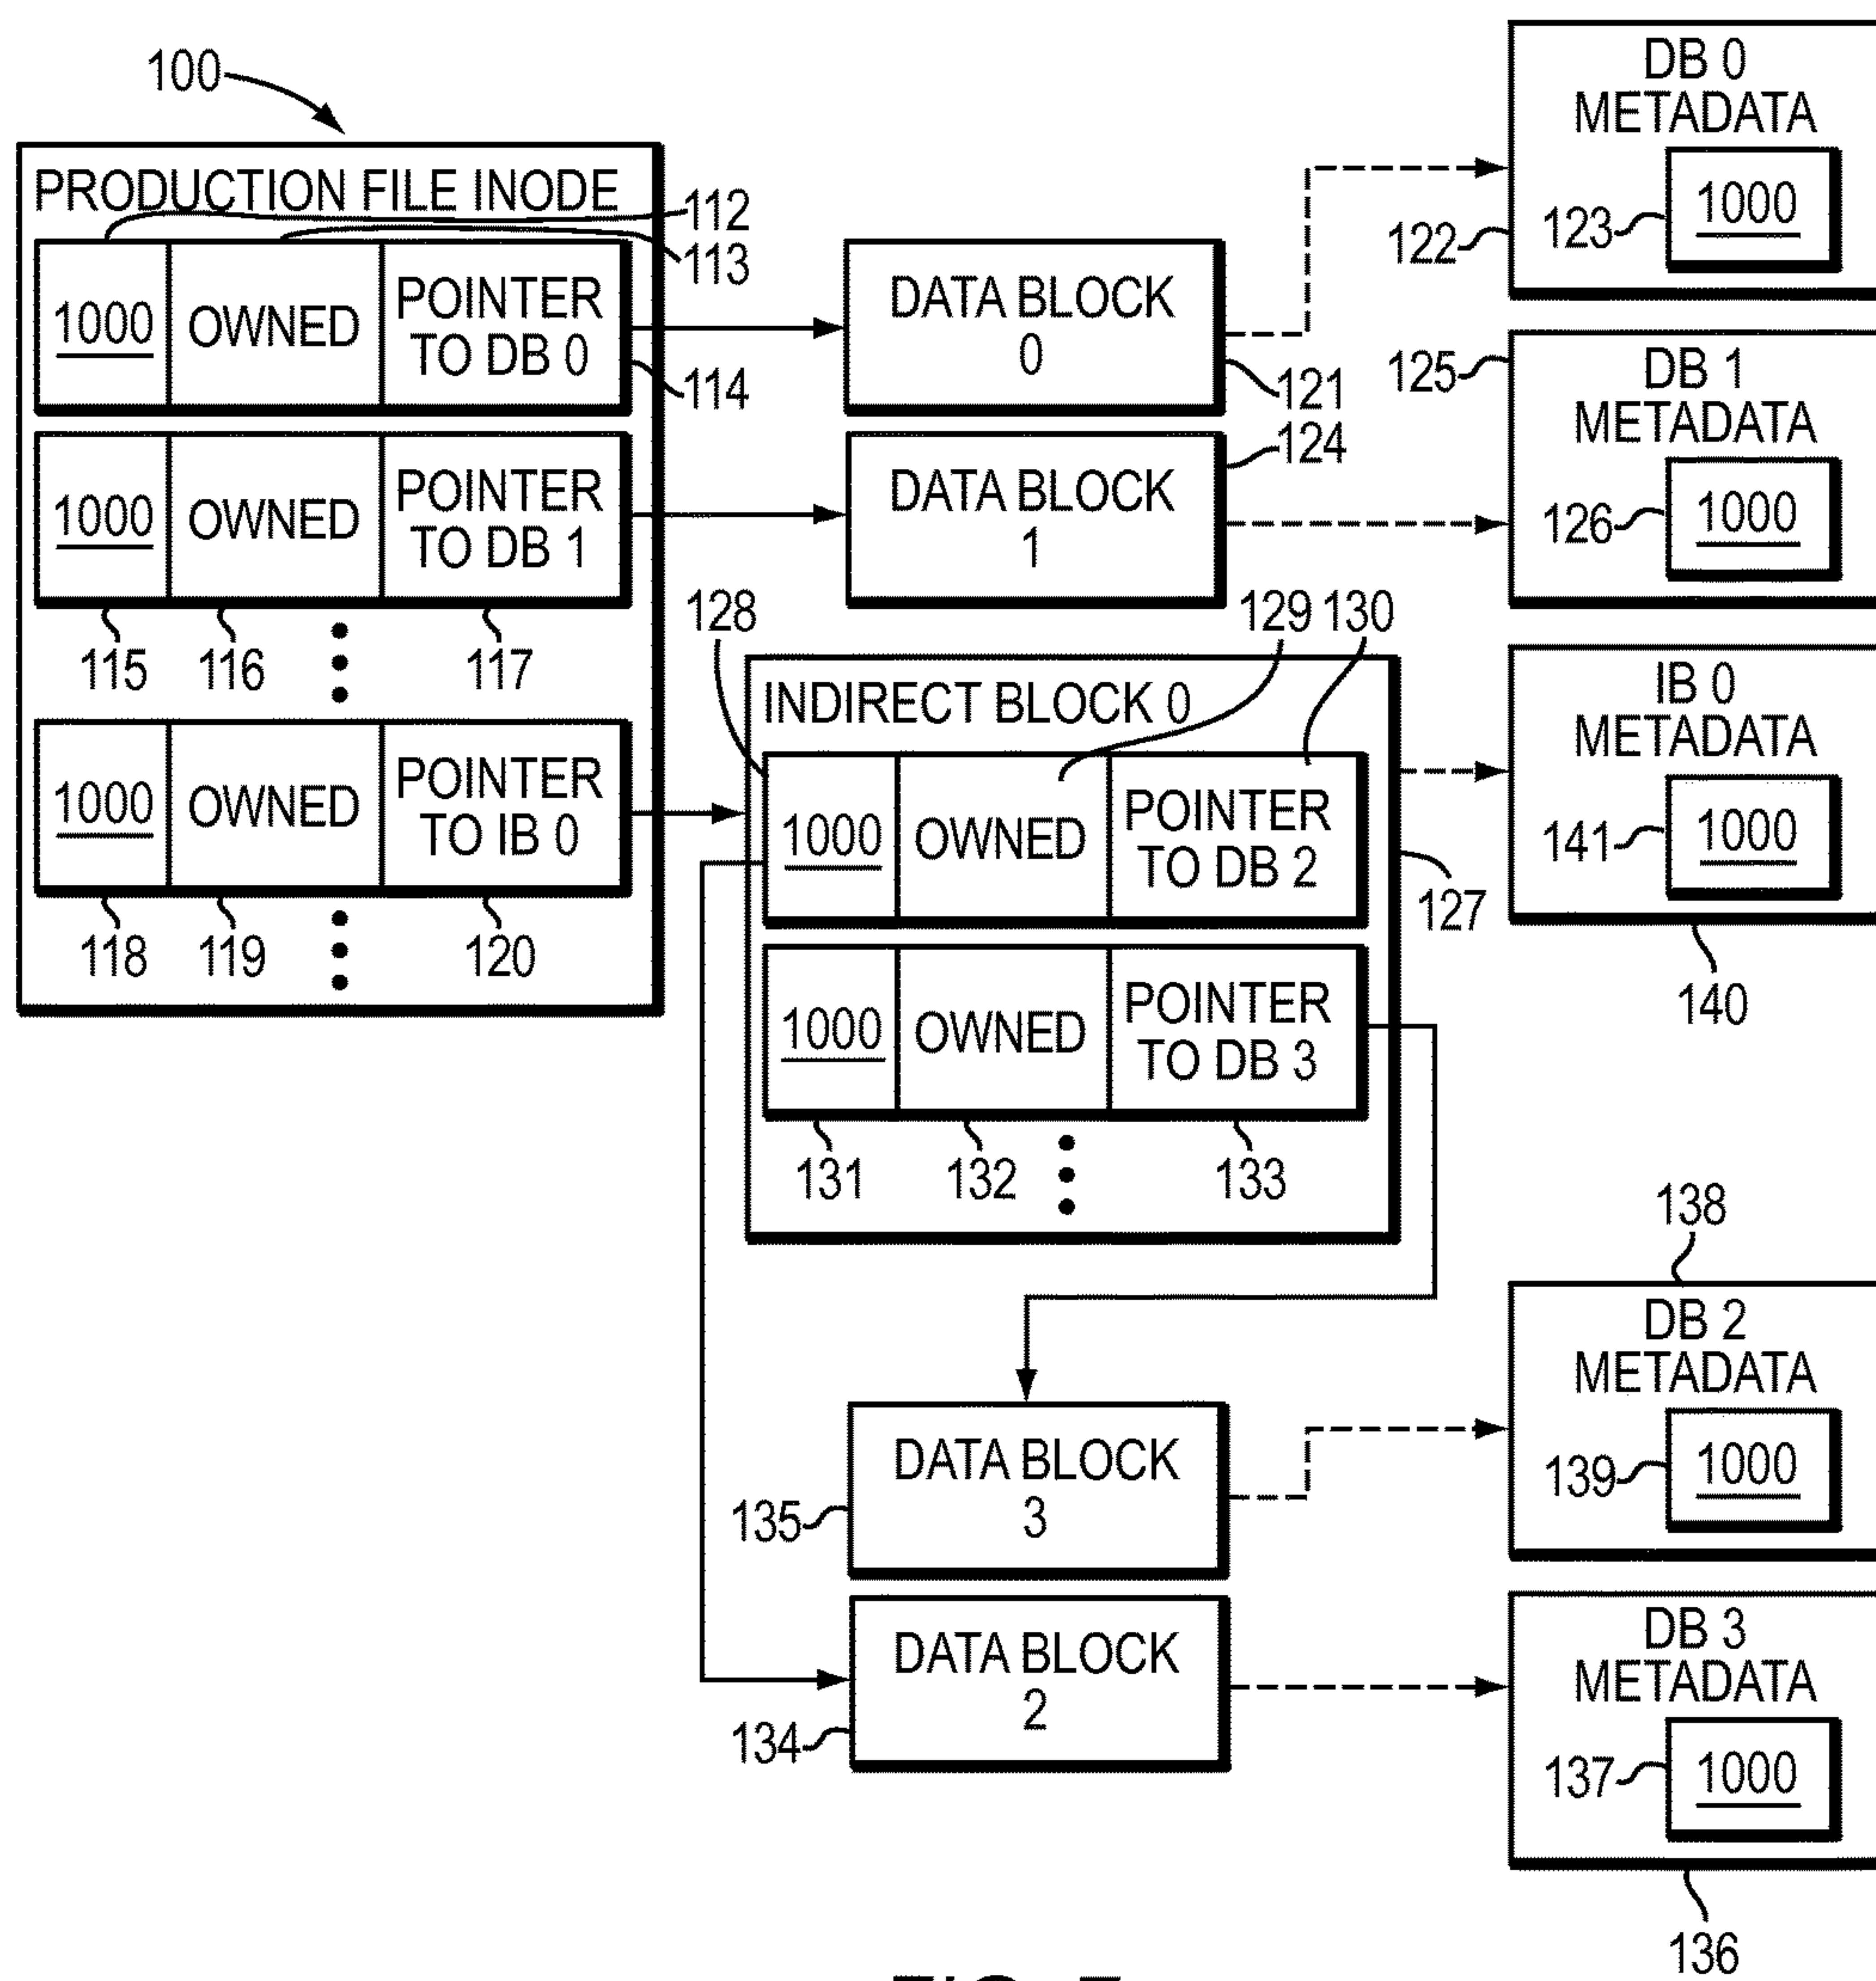 100
PRODUCTION FILE INODE
112
113
1000
OWNED
POINTER
TO DB 0
114
1000
OWNED
POINTER
TO DB 1
115
116
117
1000
OWNED
POINTER
TO IB 0
118
119
120
DATA BLOCK
0
121
DATA BLOCK
1
124
128
129
130
INDIRECT BLOCK 0
1000
OWNED
POINTER
TO DB 2
127
1000
OWNED
POINTER
TO DB 3
131
132
133
DATA BLOCK
3
135
DATA BLOCK
2
134
DB 0
METADATA
1000
122
123
125
DB 1
METADATA
126
1000
IB 0
METADATA
141
1000
140
138
DB 2
METADATA
139
1000
DB 3
METADATA
137
1000
136